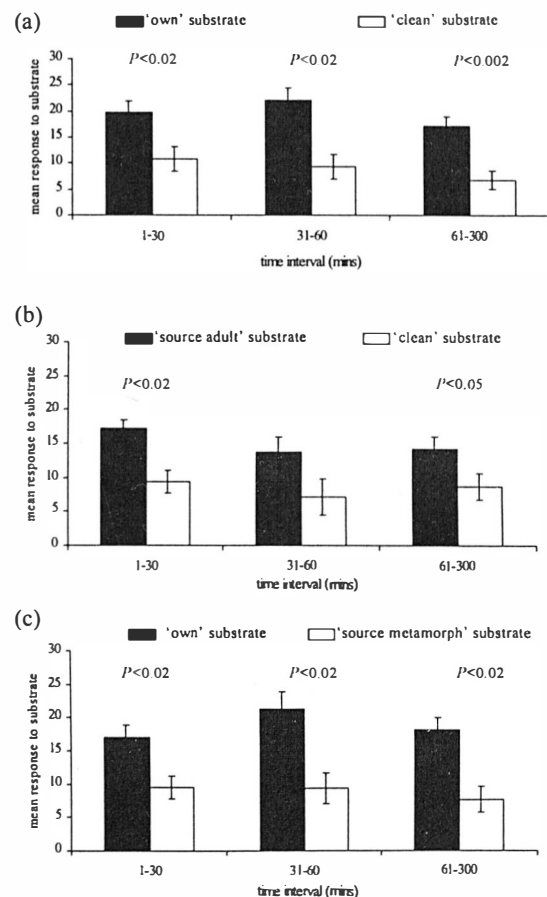 (a)
'own' substrate 'clean' substrate
P<0.02 P<0.02 P<0.002
30
25
20
15
10
5
0
mean response to substrate
1-30 31-60 61-300
time interval (mins)
(b)
'source adult' substrate 'clean' substrate
P<0.02 P<0.05
30
25
20
15
10
5
0
mean response to substrate
1-30 31-60 61-300
time interval (mins)
(c)
'own' substrate 'source metamorph' substrate
P<0.02 P<0.02 P<0.02
30
25
20
15
10
5
0
mean response to substrate
1-30 31-60 61-300
time interval (mins)